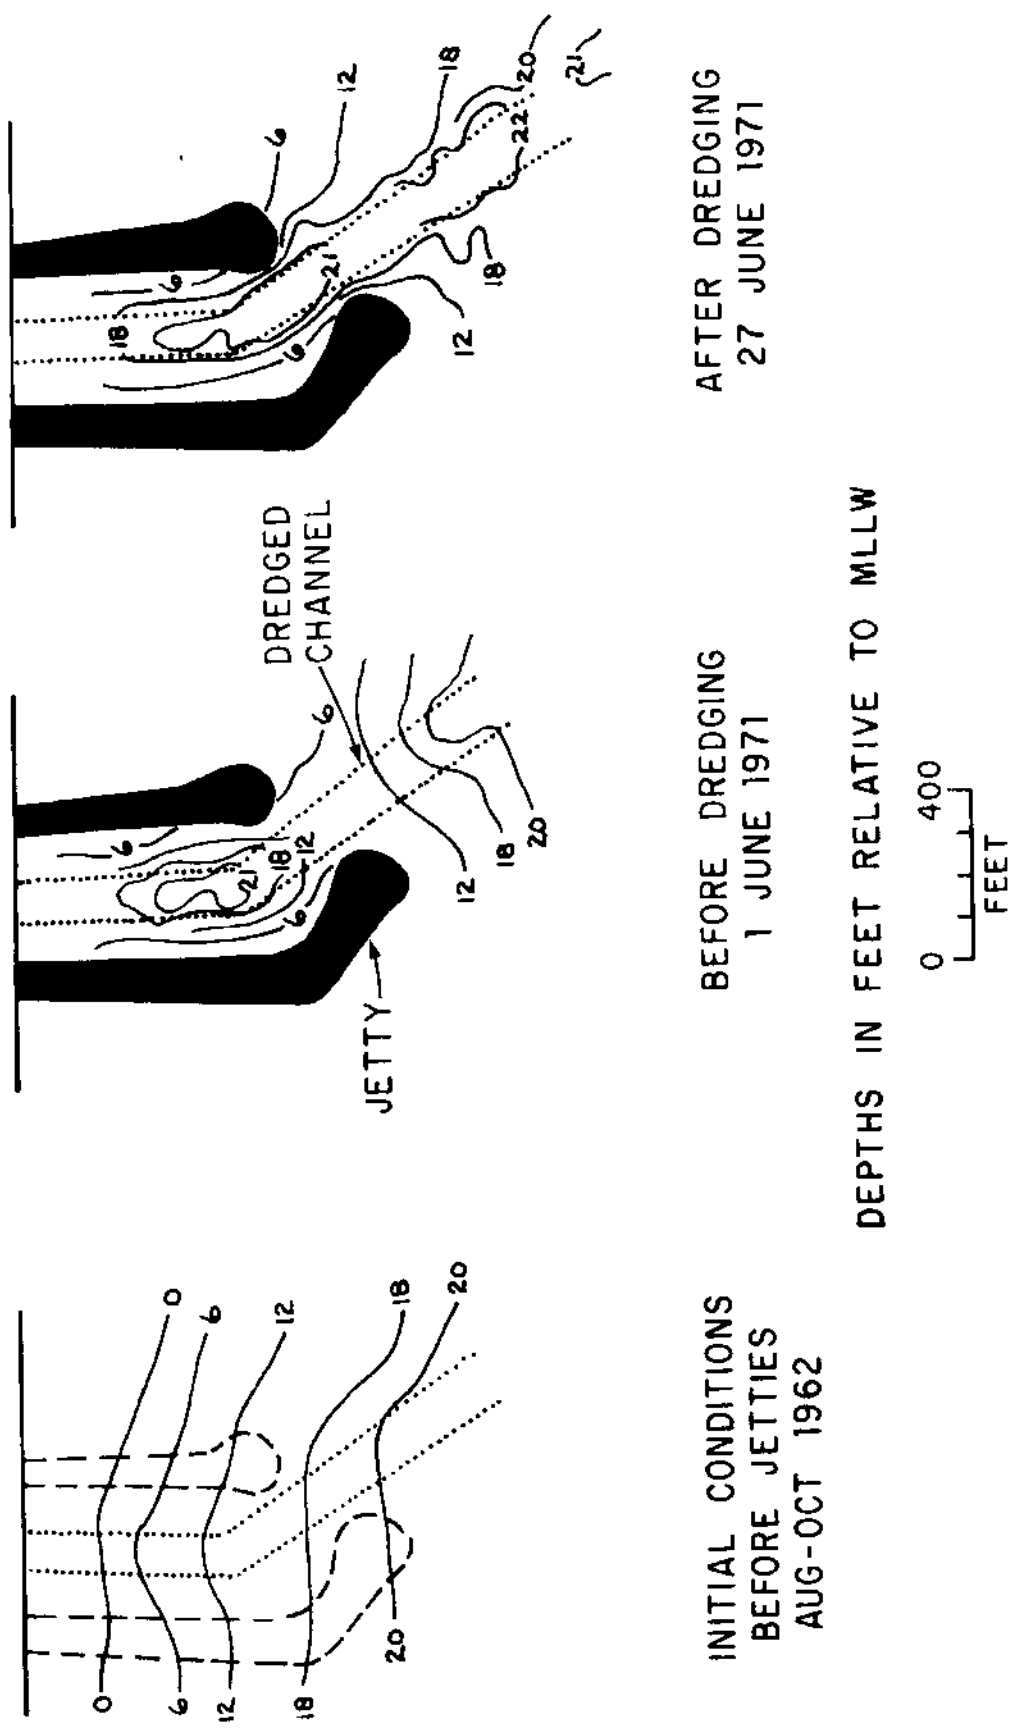 0
6
12
18
20
0
6
12
18
20
INITIAL CONDITIONS
BEFORE JETTIES
AUG-OCT 1962
DREDGED
CHANNEL
JETTY
6
6
21
18
12
6
12
18
20
BEFORE DREDGING
1 JUNE 1971
6
12
18
20
21
6
18
21
6
22
18
12
AFTER DREDGING
27 JUNE 1971
DEPTHS IN FEET RELATIVE TO MLLW
0 400
FEET